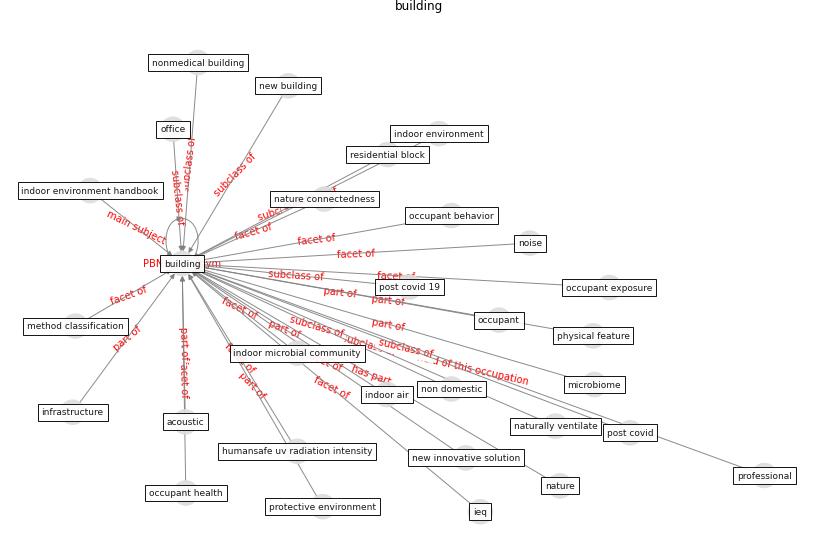 building
nonmedical building
new building
office
subclass of
indoor environment
residential block
subclass of
subclass of
indoor environment handbook
nature connectedness
main subject
facet of
occupant behavior
facet of
noise
facet of
building
subclass of
facet of
post covid 19
occupant exposure
facet of
part of
part of
method classification
facet of
part of
subclass of
part of
occupant
physical feature
part of
part of
facet of
indoor microbial community
subclass of
of this occupation
has part
facet of
part of
infrastructure
indoor air
non domestic
microbiome
acoustic
naturally ventilate
post covid
humansafe uv radiation intensity
new innovative solution
professional
occupant health
nature
protective environment
ieq